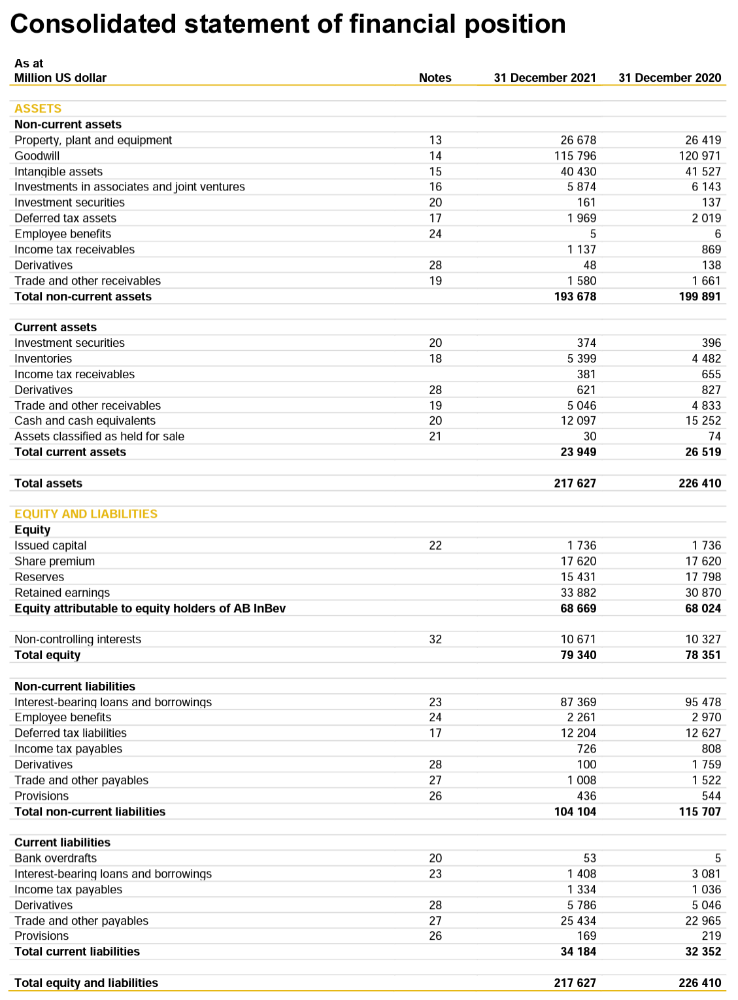 Consolidated statement of financial position
As at
Million US dollar Notes 31 December 2021 31 December 2020
ASSETS
Non-current assets
Property, plant and equipment 13 26 678 26 419
Goodwill 14 115 796 120 971
Intangible assets 15 40 430 41 527
Investments in associates and joint ventures 16 5 874 6 143
Investment securities 20 161 137
Deferred tax assets 17 1 969 2 019
Employee benefits 24 5 6
Income tax receivables 1 137 869
Derivatives 28 48 138
Trade and other receivables 19 1 580 1 661
Total non-current assets 193 678 199 891
Current assets
Investment securities 20 374 396
Inventories 18 5 399 4 482
Income tax receivables 381 655
Derivatives 28 621 827
Trade and other receivables 19 5 046 4 833
Cash and cash equivalents 20 12 097 15 252
Assets classified as held for sale 21 30 74
Total current assets 23 949 26 519
Total assets 217 627 226 410
EQUITY AND LIABILITIES
Equity
Issued capital 22 1 736 1 736
Share premium 17 620 17 620
Reserves 15 431 17 798
Retained earnings 33 882 30 870
Equity attributable to equity holders of AB InBev 68 669 68 024
Non-controlling interests 32 10 671 10 327
Total equity 79 340 78 351
Non-current liabilities
Interest-bearing loans and borrowings 23 87 369 95 478
Employee benefits 24 2 261 2 970
Deferred tax liabilities 17 12 204 12 627
Income tax payables 726 808
Derivatives 28 100 1 759
Trade and other payables 27 1 008 1 522
Provisions 26 436 544
Total non-current liabilities 104 104 115 707
Current liabilities
Bank overdrafts 20 53 5
Interest-bearing loans and borrowings 23 1 408 3 081
Income tax payables 1 334 1 036
Derivatives 28 5 786 5 046
Trade and other payables 27 25 434 22 965
Provisions 26 169 219
Total current liabilities 34 184 32 352
Total equity and liabilities 217 627 226 410